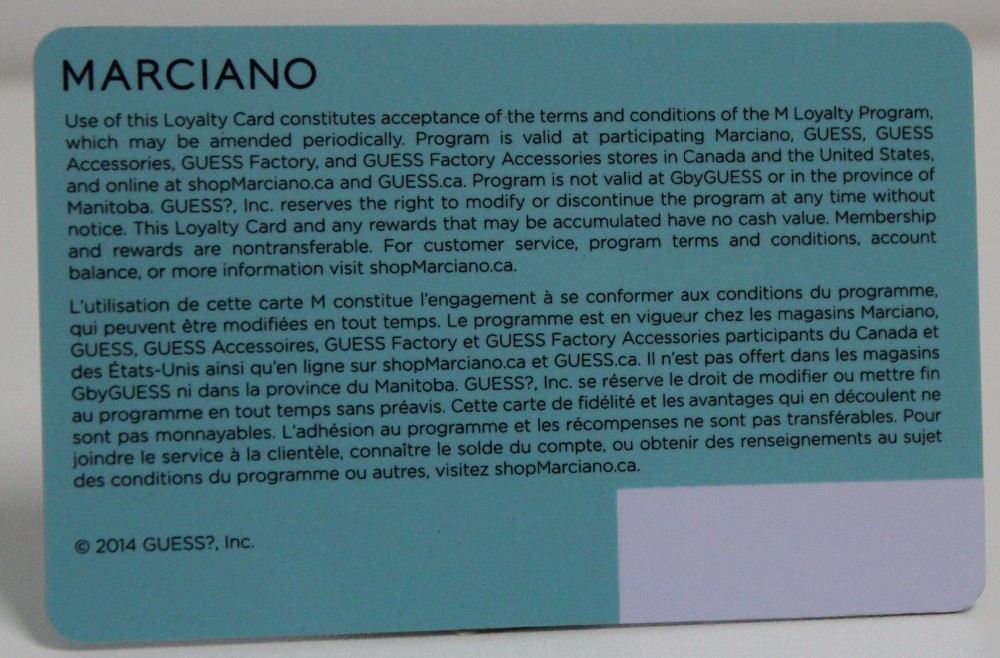 MARCIANO
Use of this Loyalty Card constitutes acceptance of the terms and conditions of the M Loyalty Program,
which may be amended periodically. Program is valid at participating Marciano, GUESS, GUESS
Accessories, GUESS Factory, and GUESS Factory Accessories stores in Canada and the United States,
and online at shopMarciano.ca and GUESS.ca. Program is not valid at GbyGUESS or in the province of
Manitoba. GUESS?, Inc. reserves the right to modify or discontinue the program at any time without
notice. This Loyalty Card and any rewards that may be accumulated have no cash value. Membership
and rewards are nontransferable. For customer service, program terms and conditions, account
balance, or more information visit shopMarciano.ca.
L'utilisation de cette carte M constitue l'engagement à se conformer aux conditions du programme,
qui peuvent être modifiées en tout temps. Le programme est en vigueur chez les magasins Marciano,
GUESS, GUESS Accessoires, GUESS Factory et GUESS Factory Accessories participants du Canada et
des États-Unis ainsi qu'en ligne sur shopMarciano.ca et GUESS.ca. Il n'est pas offert dans les magasins
GbyGUESS ni dans la province du Manitoba. GUESS?, Inc. se réserve le droit de modifier ou mettre fin
au programme en tout temps sans préavis. Cette carte de fidélité et les avantages qui en découlent ne
sont pas monnayables. L'adhésion au programme et les récompenses ne sont pas transférables. Pour
joindre le service à la clientèle, connaître le solde du compte, ou obtenir des renseignements au sujet
des conditions du programme ou autres, visitez shopMarciano.ca.
© 2014 GUESS?, Inc.